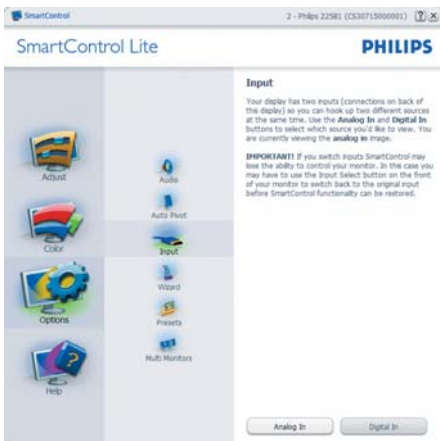 SmartControl
2 - Philips 225B1 (CS30715000001)
SmartControl Lite
PHILIPS
Adjust
Color
Options
Help
Audio
Auto Pivot
Input
Wizard
Presets
Multi Monitors
Input
Your display has two inputs (connections on back of
this display) so you can hook up two different sources
at the same time. Use the Analog In and Digital In
buttons to select which source you'd like to view. You
are currently viewing the analog in image.
IMPORTANT! If you switch inputs SmartControl may
lose the ability to control your monitor. In this case you
may have to use the Input Select button on the front
of your monitor to switch back to the original input
before SmartControl functionality can be restored.
Analog In
Digital In